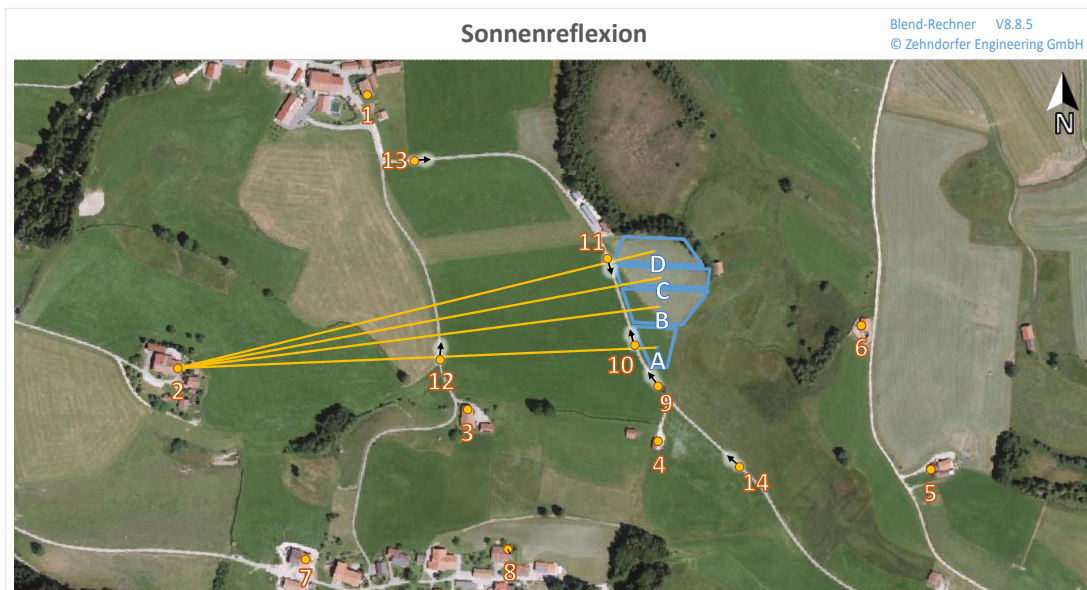 Sonnenreflexion
Blend-Rechner V8.8.5
© Zehndorfer Engineering GmbH
N
1
13
11
D
C
B
6
10
A
2
12
9
3
4
14
5
7
8